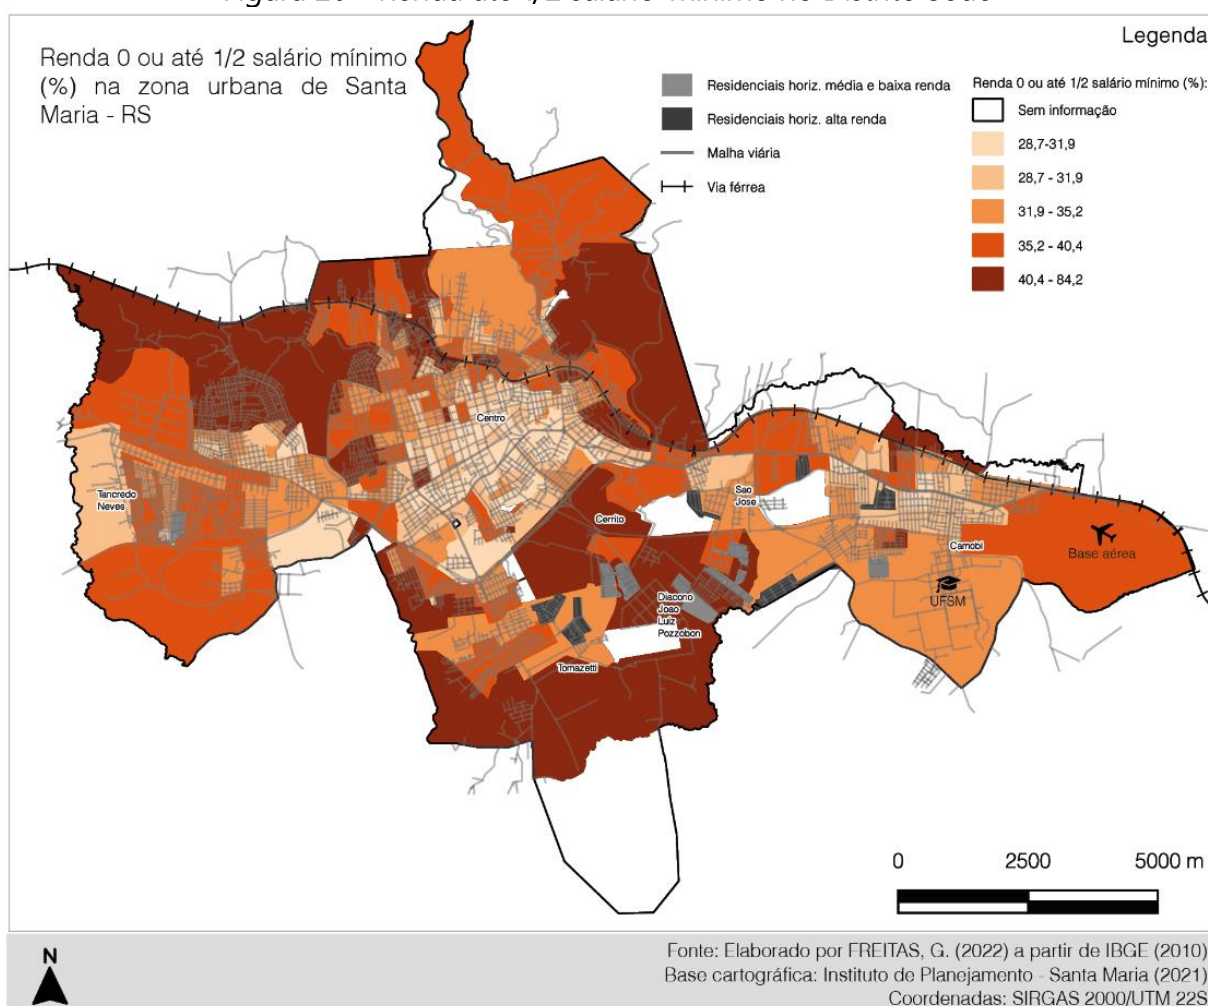 Renda 0 ou até 1/2 salário mínimo
(%) na zona urbana de Santa
Maria - RS
Legenda
Residenciais horiz. média e baixa renda
Residenciais horiz. alta renda
Malha viária
Via férrea
Renda 0 ou até 1/2 salário mínimo (%):
Sem informação
28,7-31,9
28,7 - 31,9
31,9 - 35,2
35,2 - 40,4
40,4 - 84,2
Centro
Tancredo
Neves
Cerrito
Sao
Jose
Camobi
Base aérea
UFSM
Diacono
Joao
Luiz
Pozzobon
Tomazetti
0 2500 5000 m
N
Fonte: Elaborado por FREITAS, G. (2022) a partir de IBGE (2010)
Base cartográfica: Instituto de Planejamento - Santa Maria (2021)
Coordenadas: SIRGAS 2000/UTM 22S